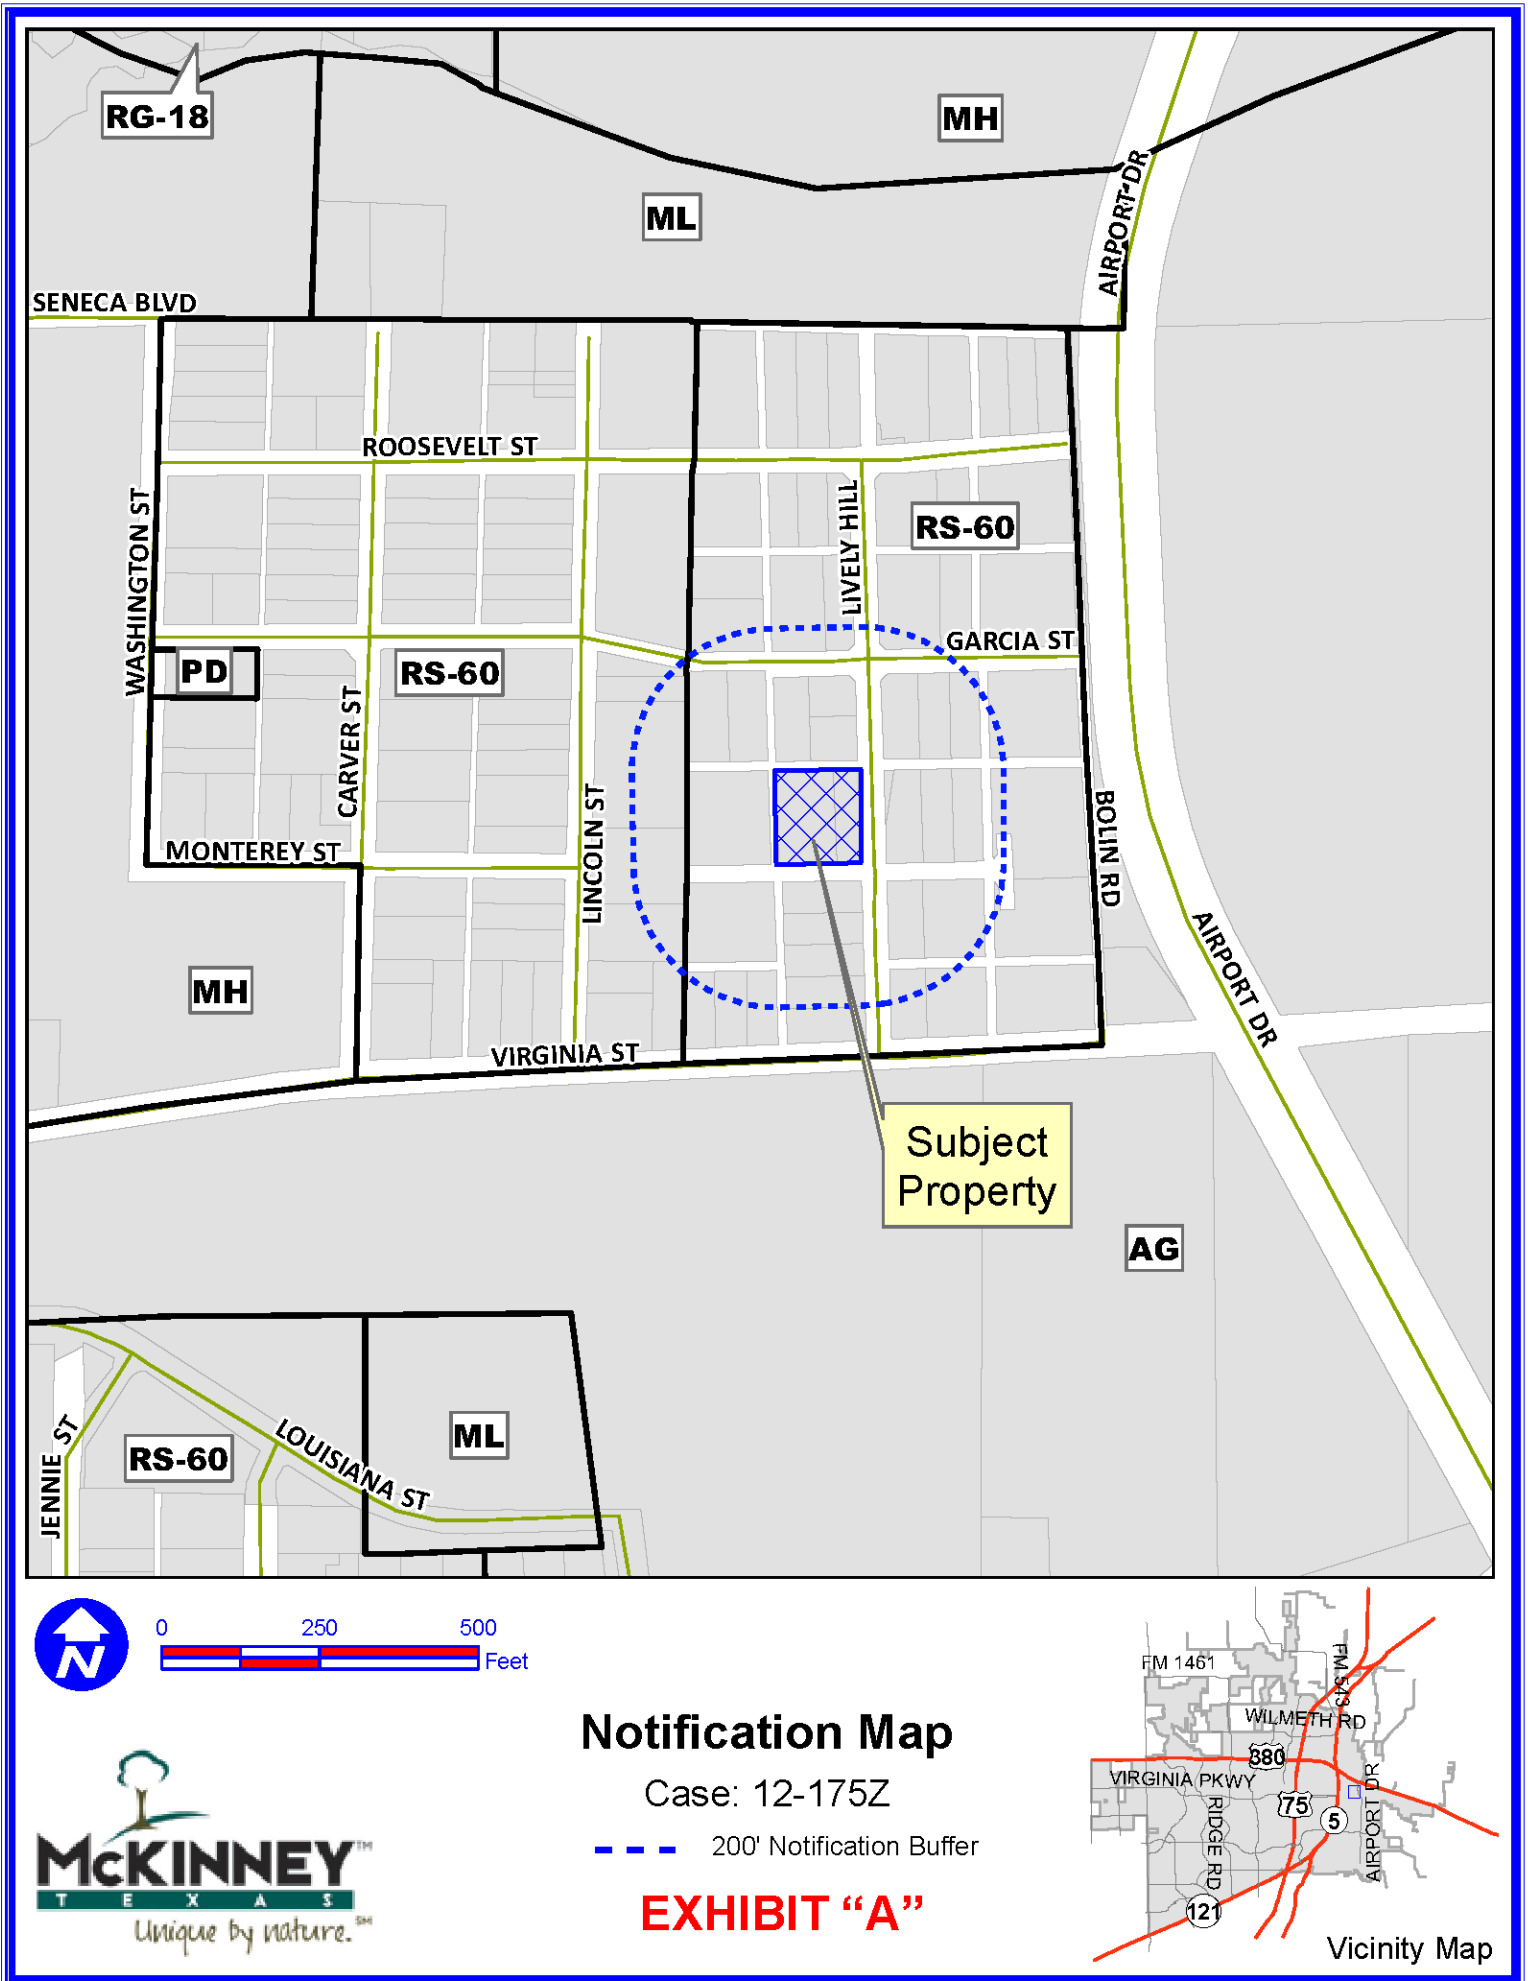 RG-18
MH
ML
AIRPORT DR
SENECA BLVD
ROOSEVELT ST
WASHINGTON ST
LIVELY HILL
RS-60
GARCIA ST
PD
RS-60
CARVER ST
LINCOLN ST
BOLIN RD
MONTEREY ST
MH
AIRPORT DR
VIRGINIA ST
Subject
Property
AG
JENNIE ST
RS-60
LOUISIANA ST
ML
N
0 250 500
Feet
Notification Map
Case: 12-175Z
200' Notification Buffer
EXHIBIT “A”
McKINNEY™
TEXAS
Unique by nature.℠
FM 1461
FM 543
WILMETH RD
380
VIRGINIA PKWY
75
5
RIDGE RD
AIRPORT DR
121
Vicinity Map